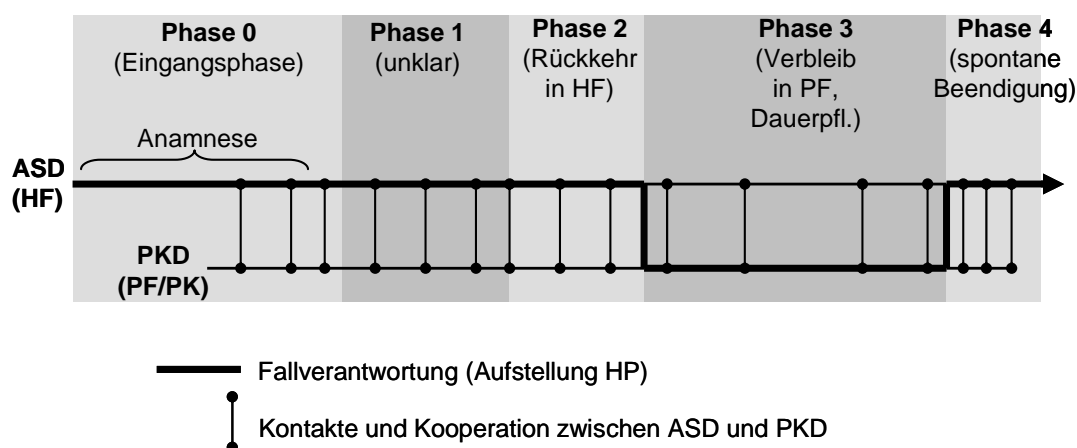 Phase 0
(Eingangsphase)
Phase 1
(unklar)
Phase 2
(Rückkehr
in HF)
Phase 3
(Verbleib
in PF,
Dauerpfl.)
Phase 4
(spontane
Beendigung)
Anamnese
ASD
(HF)
PKD
(PF/PK)
Fallverantwortung (Aufstellung HP)
Kontakte und Kooperation zwischen ASD und PKD